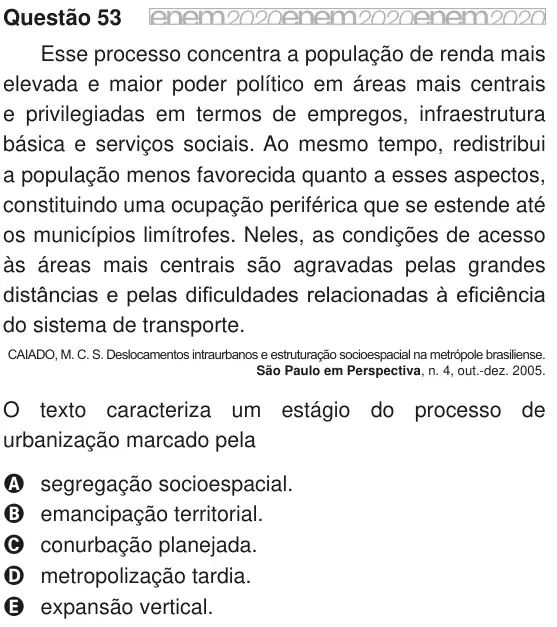 Questão 53 enem2020enem2020enem2020
Esse processo concentra a população de renda mais
elevada e maior poder político em áreas mais centrais
e privilegiadas em termos de empregos, infraestrutura
básica e serviços sociais. Ao mesmo tempo, redistribui
a população menos favorecida quanto a esses aspectos,
constituindo uma ocupação periférica que se estende até
os municípios limítrofes. Neles, as condições de acesso
às áreas mais centrais são agravadas pelas grandes
distâncias e pelas dificuldades relacionadas à eficiência
do sistema de transporte.
CAIADO, M. C. S. Deslocamentos intraurbanos e estruturação socioespacial na metrópole brasiliense.
São Paulo em Perspectiva, n. 4, out.-dez. 2005.
O texto caracteriza um estágio do processo de
urbanização marcado pela
A segregação socioespacial.
B emancipação territorial.
C conurbação planejada.
D metropolização tardia.
E expansão vertical.